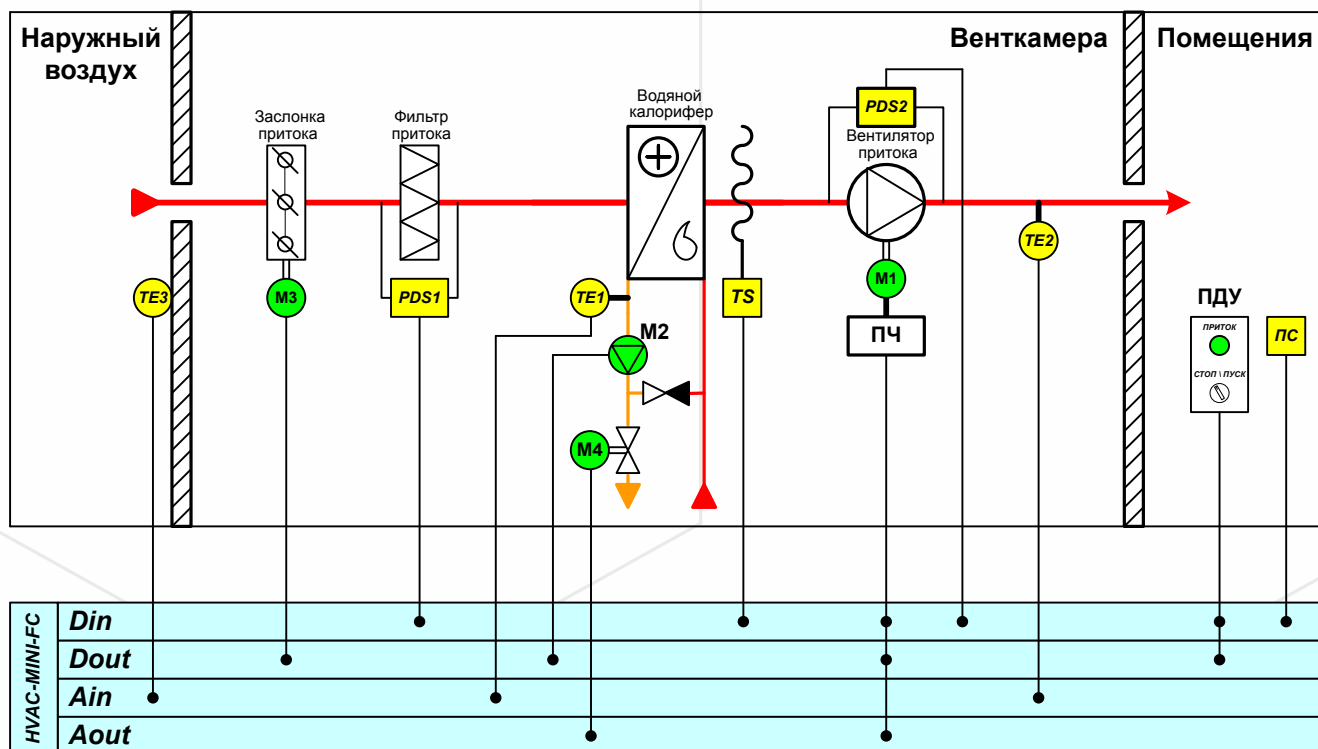 Наружный
воздух
Венткамера
Помещения
Заслонка
притока
Фильтр
притока
Водяной
калорифер
PDS2
Вентилятор
притока
TE3
M3
PDS1
TE1
TS
M1
TE2
M2
ПЧ
M4
ПДУ
ПРИТОК
СТОП \ ПУСК
ПС
HVAC-MINI-FC
Din
Dout
Ain
Aout